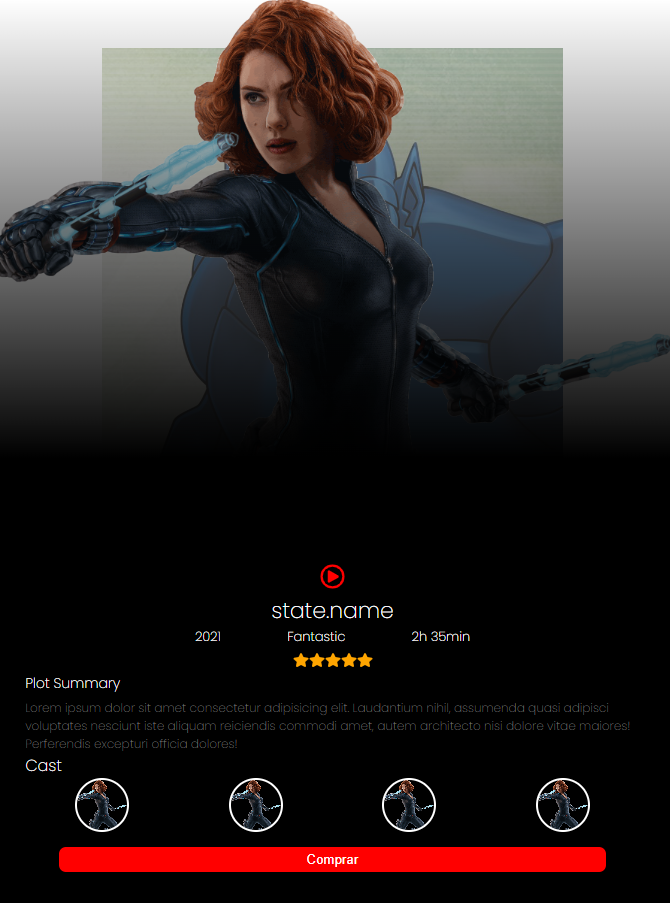 state.name
2021 Fantastic 2h 35min
Plot Summary
Lorem ipsum dolor sit amet consectetur adipisicing elit. Laudantium nihil, assumenda quasi adipisci
voluptates nesciunt iste aliquam reiciendis commodi amet, autem architecto nisi dolore vitae maiores!
Perferendis excepturi officia dolores!
Cast
Comprar